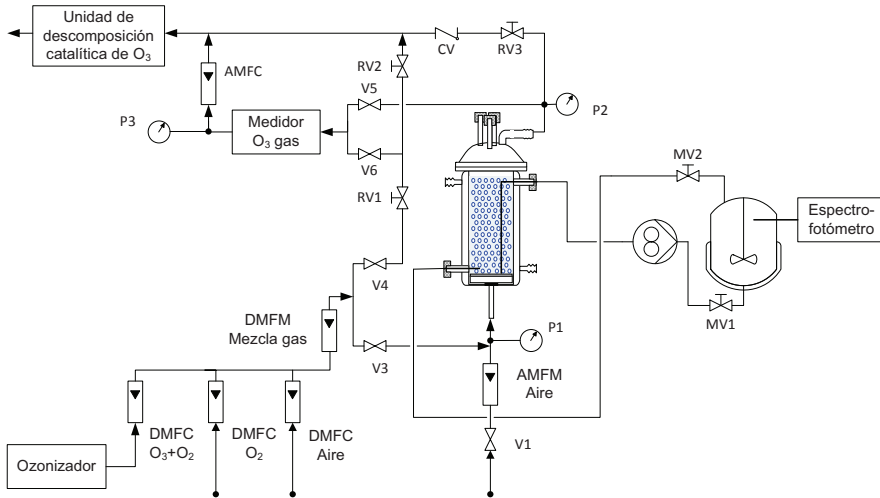 Unidad de
descomposición
catalítica de O₃
CV
RV3
AMFC
RV2
V5
P3
Medidor
O₃ gas
P2
V6
MV2
RV1
Espectro-
fotómetro
V4
DMFM
Mezcla gas
P1
MV1
V3
AMFM
Aire
DMFC
O₃+O₂
DMFC
O₂
DMFC
Aire
V1
Ozonizador